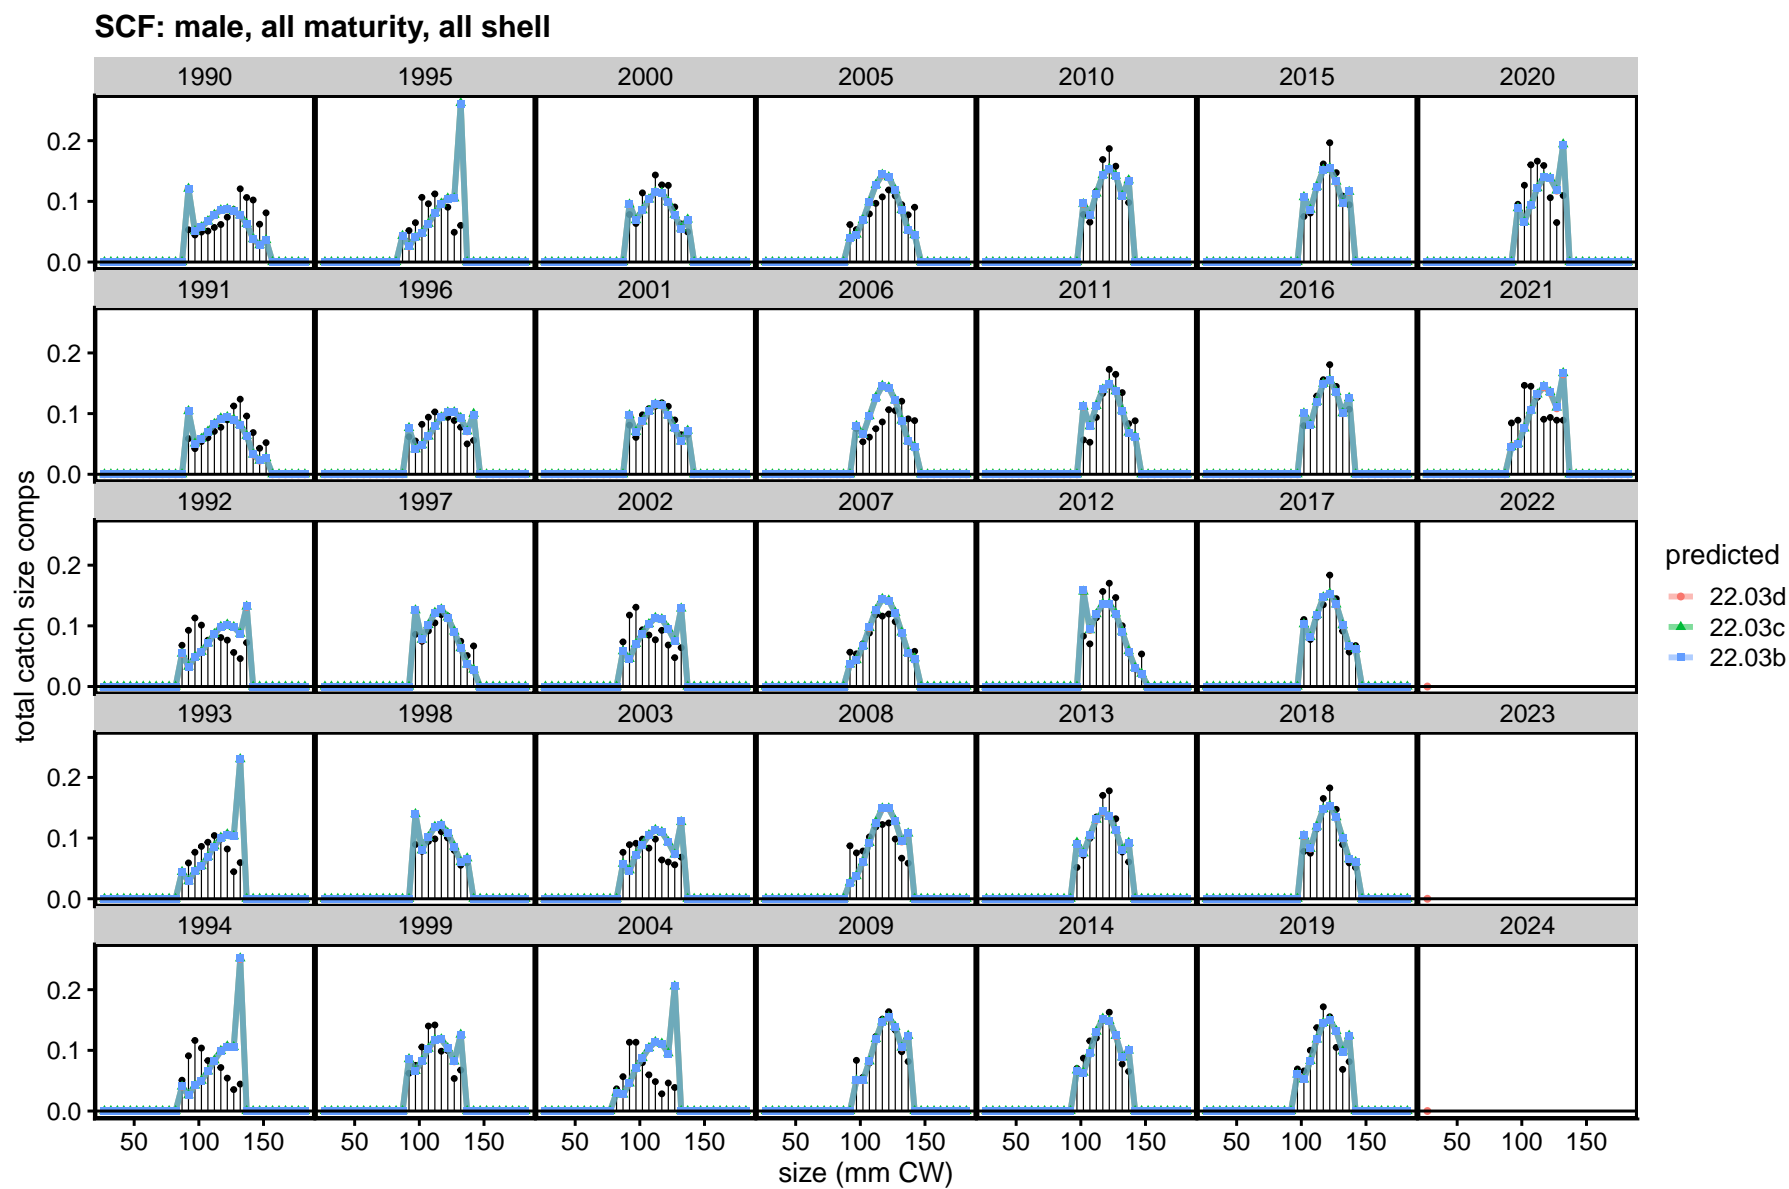 SCF: male, all maturity, all shell
1990 1995 2000 2005 2010 2015 2020
0.2
0.1
0.0
1991 1996 2001 2006 2011 2016 2021
0.2
0.1
0.0
1992 1997 2002 2007 2012 2017 2022
0.2
0.1
0.0
1993 1998 2003 2008 2013 2018 2023
0.2
0.1
0.0
1994 1999 2004 2009 2014 2019 2024
0.2
0.1
0.0
50 100 150 50 100 150 50 100 150 50 100 150 50 100 150 50 100 150 50 100 150
size (mm CW)
total catch size comps
predicted
22.03d
22.03c
22.03b